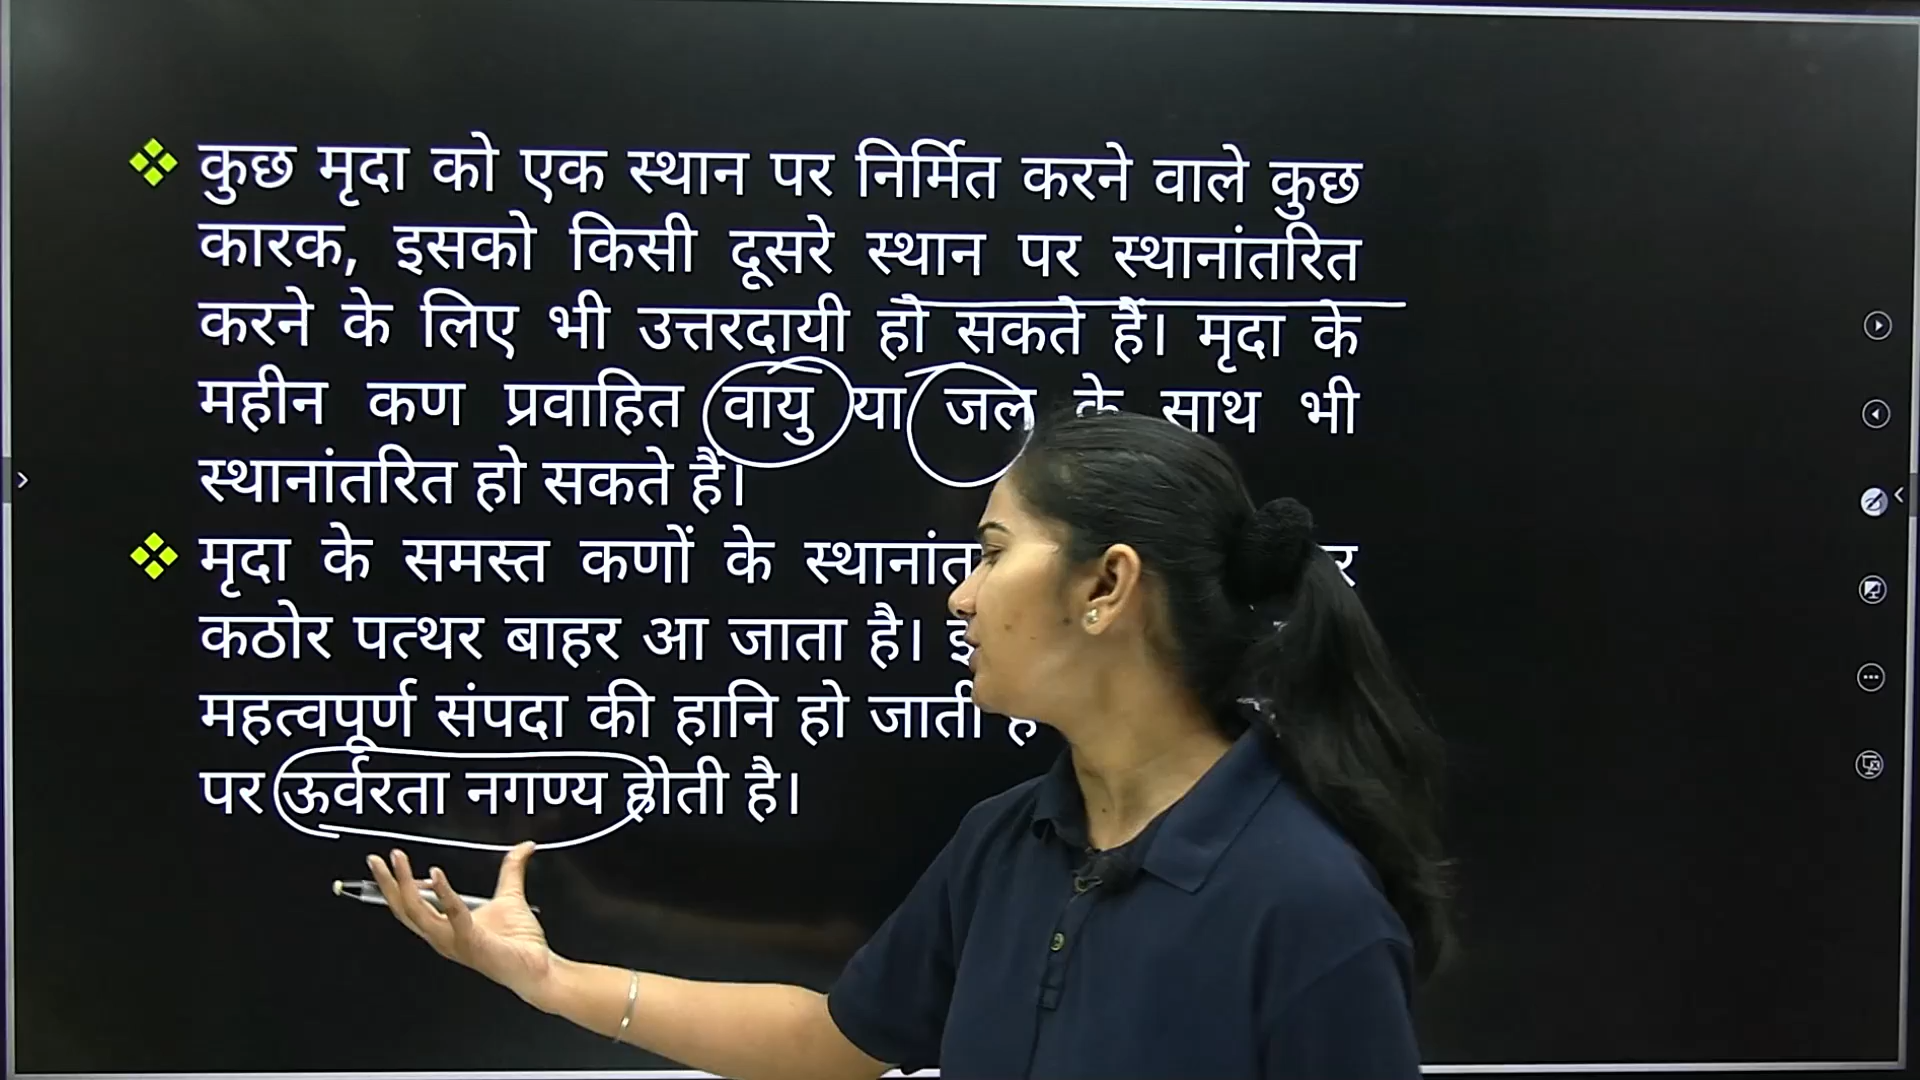 कुछ मृदा को एक स्थान पर निर्मित करने वाले कुछ
कारक, इसको किसी दूसरे स्थान पर स्थानांतरित
करने के लिए भी उत्तरदायी हो सकते हैं। मृदा के
महीन कण प्रवाहित वायु या जल के साथ भी
स्थानांतरित हो सकते हैं।
मृदा के समस्त कणों के
कठोर पत्थर बाहर आ जाता है।
महत्वपूर्ण संपदा की हानि हो जाती
पर ऊर्वरता नगण्य होती है।